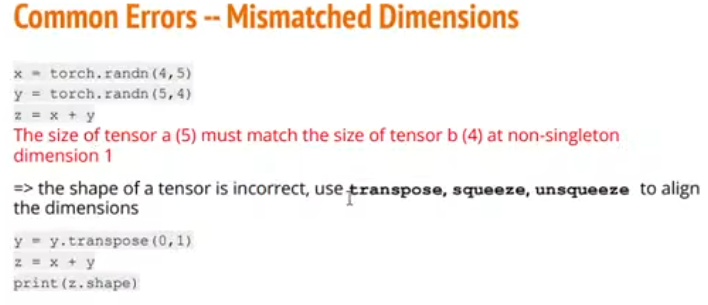 Common Errors -- Mismatched Dimensions
x = torch.randn(4,5)
y = torch.randn(5,4)
z = x + y
The size of tensor a (5) must match the size of tensor b (4) at non-singleton
dimension 1
=> the shape of a tensor is incorrect, use transpose, squeeze, unsqueeze to align
the dimensions
y = y.transpose(0,1)
z = x + y
print(z.shape)